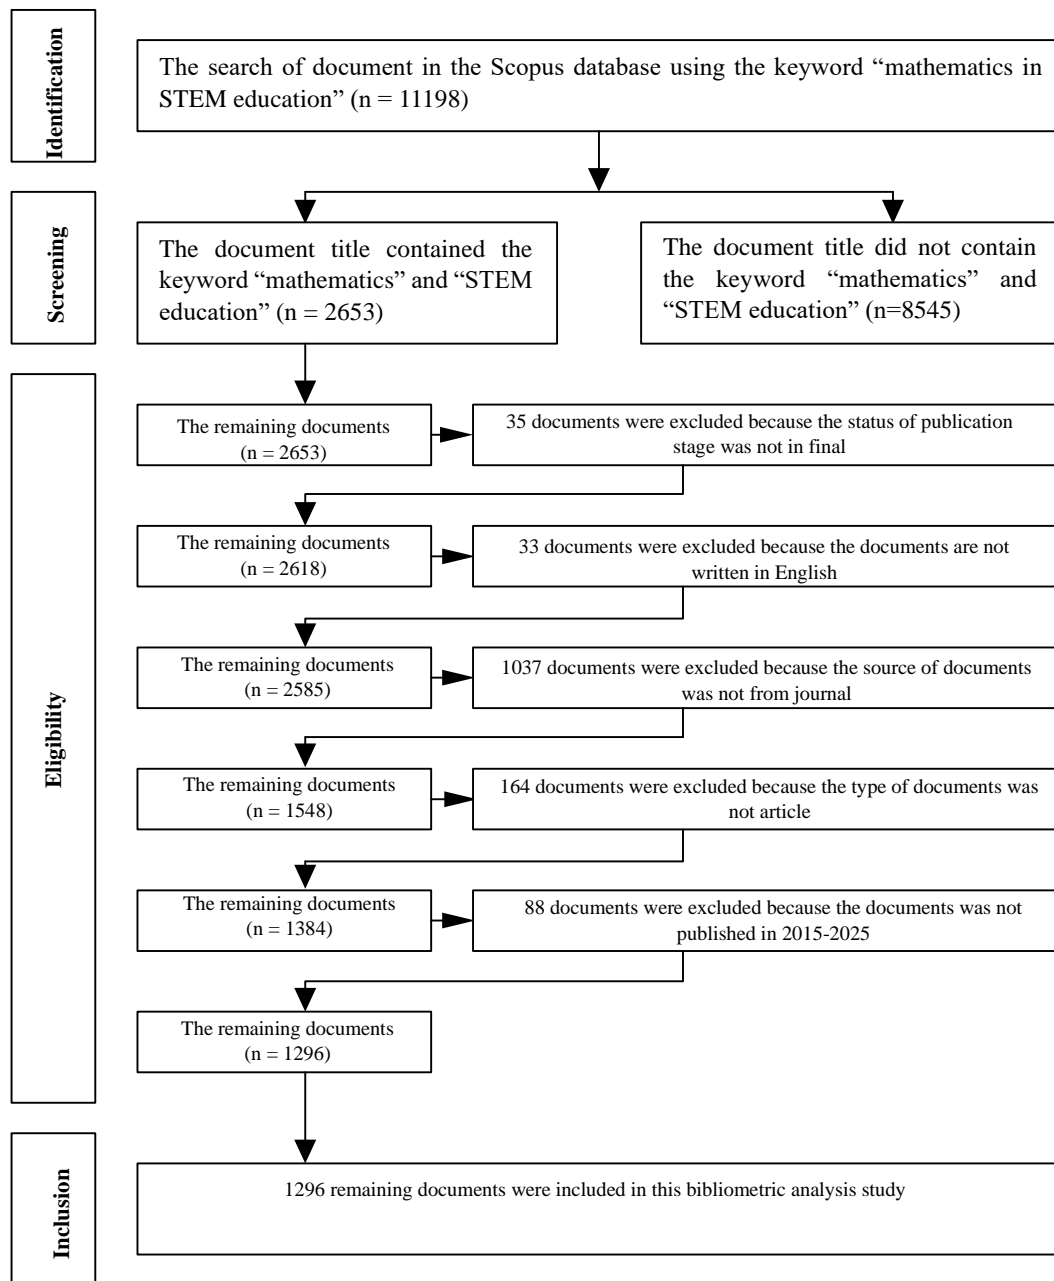 Identification
The search of document in the Scopus database using the keyword “mathematics in
STEM education” (n = 11198)
Screening
The document title contained the
keyword “mathematics” and “STEM
education” (n = 2653)
The document title did not contain
the keyword “mathematics” and
“STEM education” (n=8545)
Eligibility
The remaining documents
(n = 2653)
35 documents were excluded because the status of publication
stage was not in final
The remaining documents
(n = 2618)
33 documents were excluded because the documents are not
written in English
The remaining documents
(n = 2585)
1037 documents were excluded because the source of documents
was not from journal
The remaining documents
(n = 1548)
164 documents were excluded because the type of documents was
not article
The remaining documents
(n = 1384)
88 documents were excluded because the documents was not
published in 2015-2025
The remaining documents
(n = 1296)
Inclusion
1296 remaining documents were included in this bibliometric analysis study